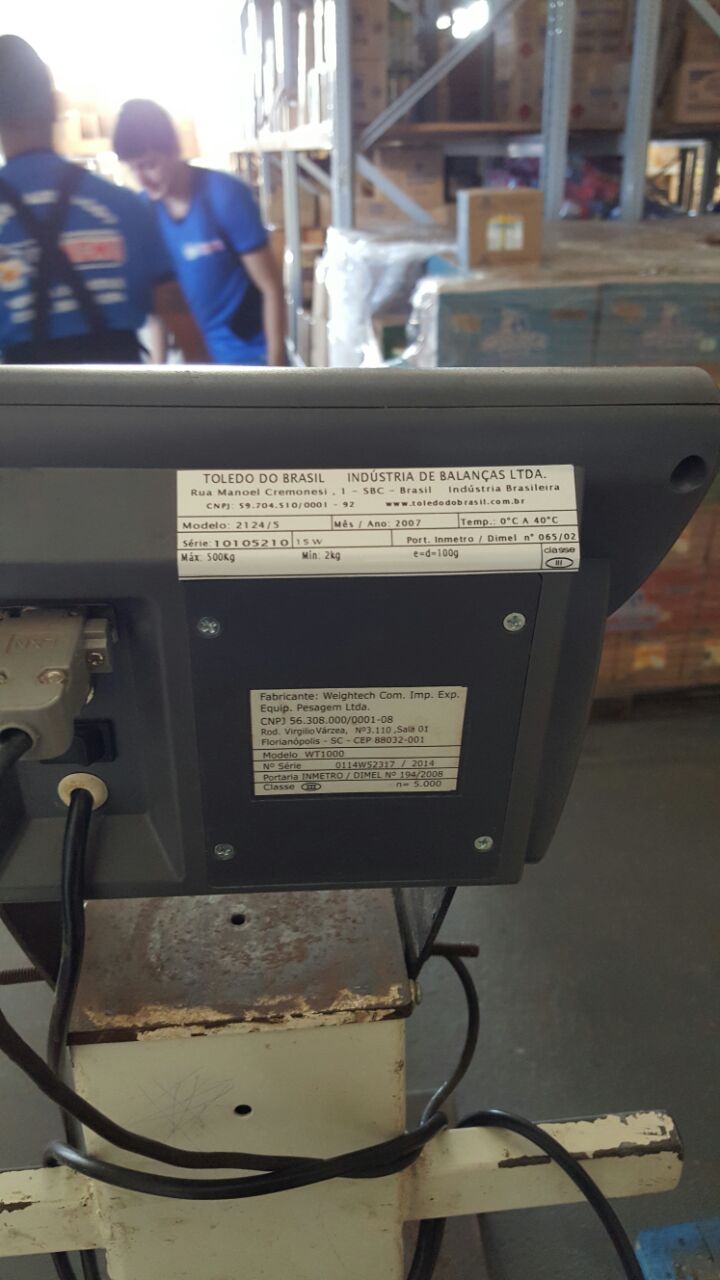 TOLEDO DO BRASIL INDÚSTRIA DE BALANÇAS LTDA.
Rua Manoel Cremonesi , 1 - SBC - Brasil Indústria Brasileira
CNPJ: 59.704.510/0001 - 92 www.toledodobrasil.com.br
Modelo: 2124/5 Mês / Ano: 2007 Temp.: 0°C A 40°C
Série: 10105210 15W Port. Inmetro / Dimel n° 065/02
Máx: 500Kg Min: 2kg e=d=100g classe III
Fabricante: Weightech Com. Imp. Exp.
Equip. Pesagem Ltda.
CNPJ 56.308.000/0001-08
Rod. Virgilio Várzea, Nº3.110 ,Sala 01
Florianópolis - SC - CEP 88032-001
Modelo WT1000
Nº Série 0114W52317 / 2014
Portaria INMETRO / DIMEL Nº 194/2008
Classe III n= 5.000